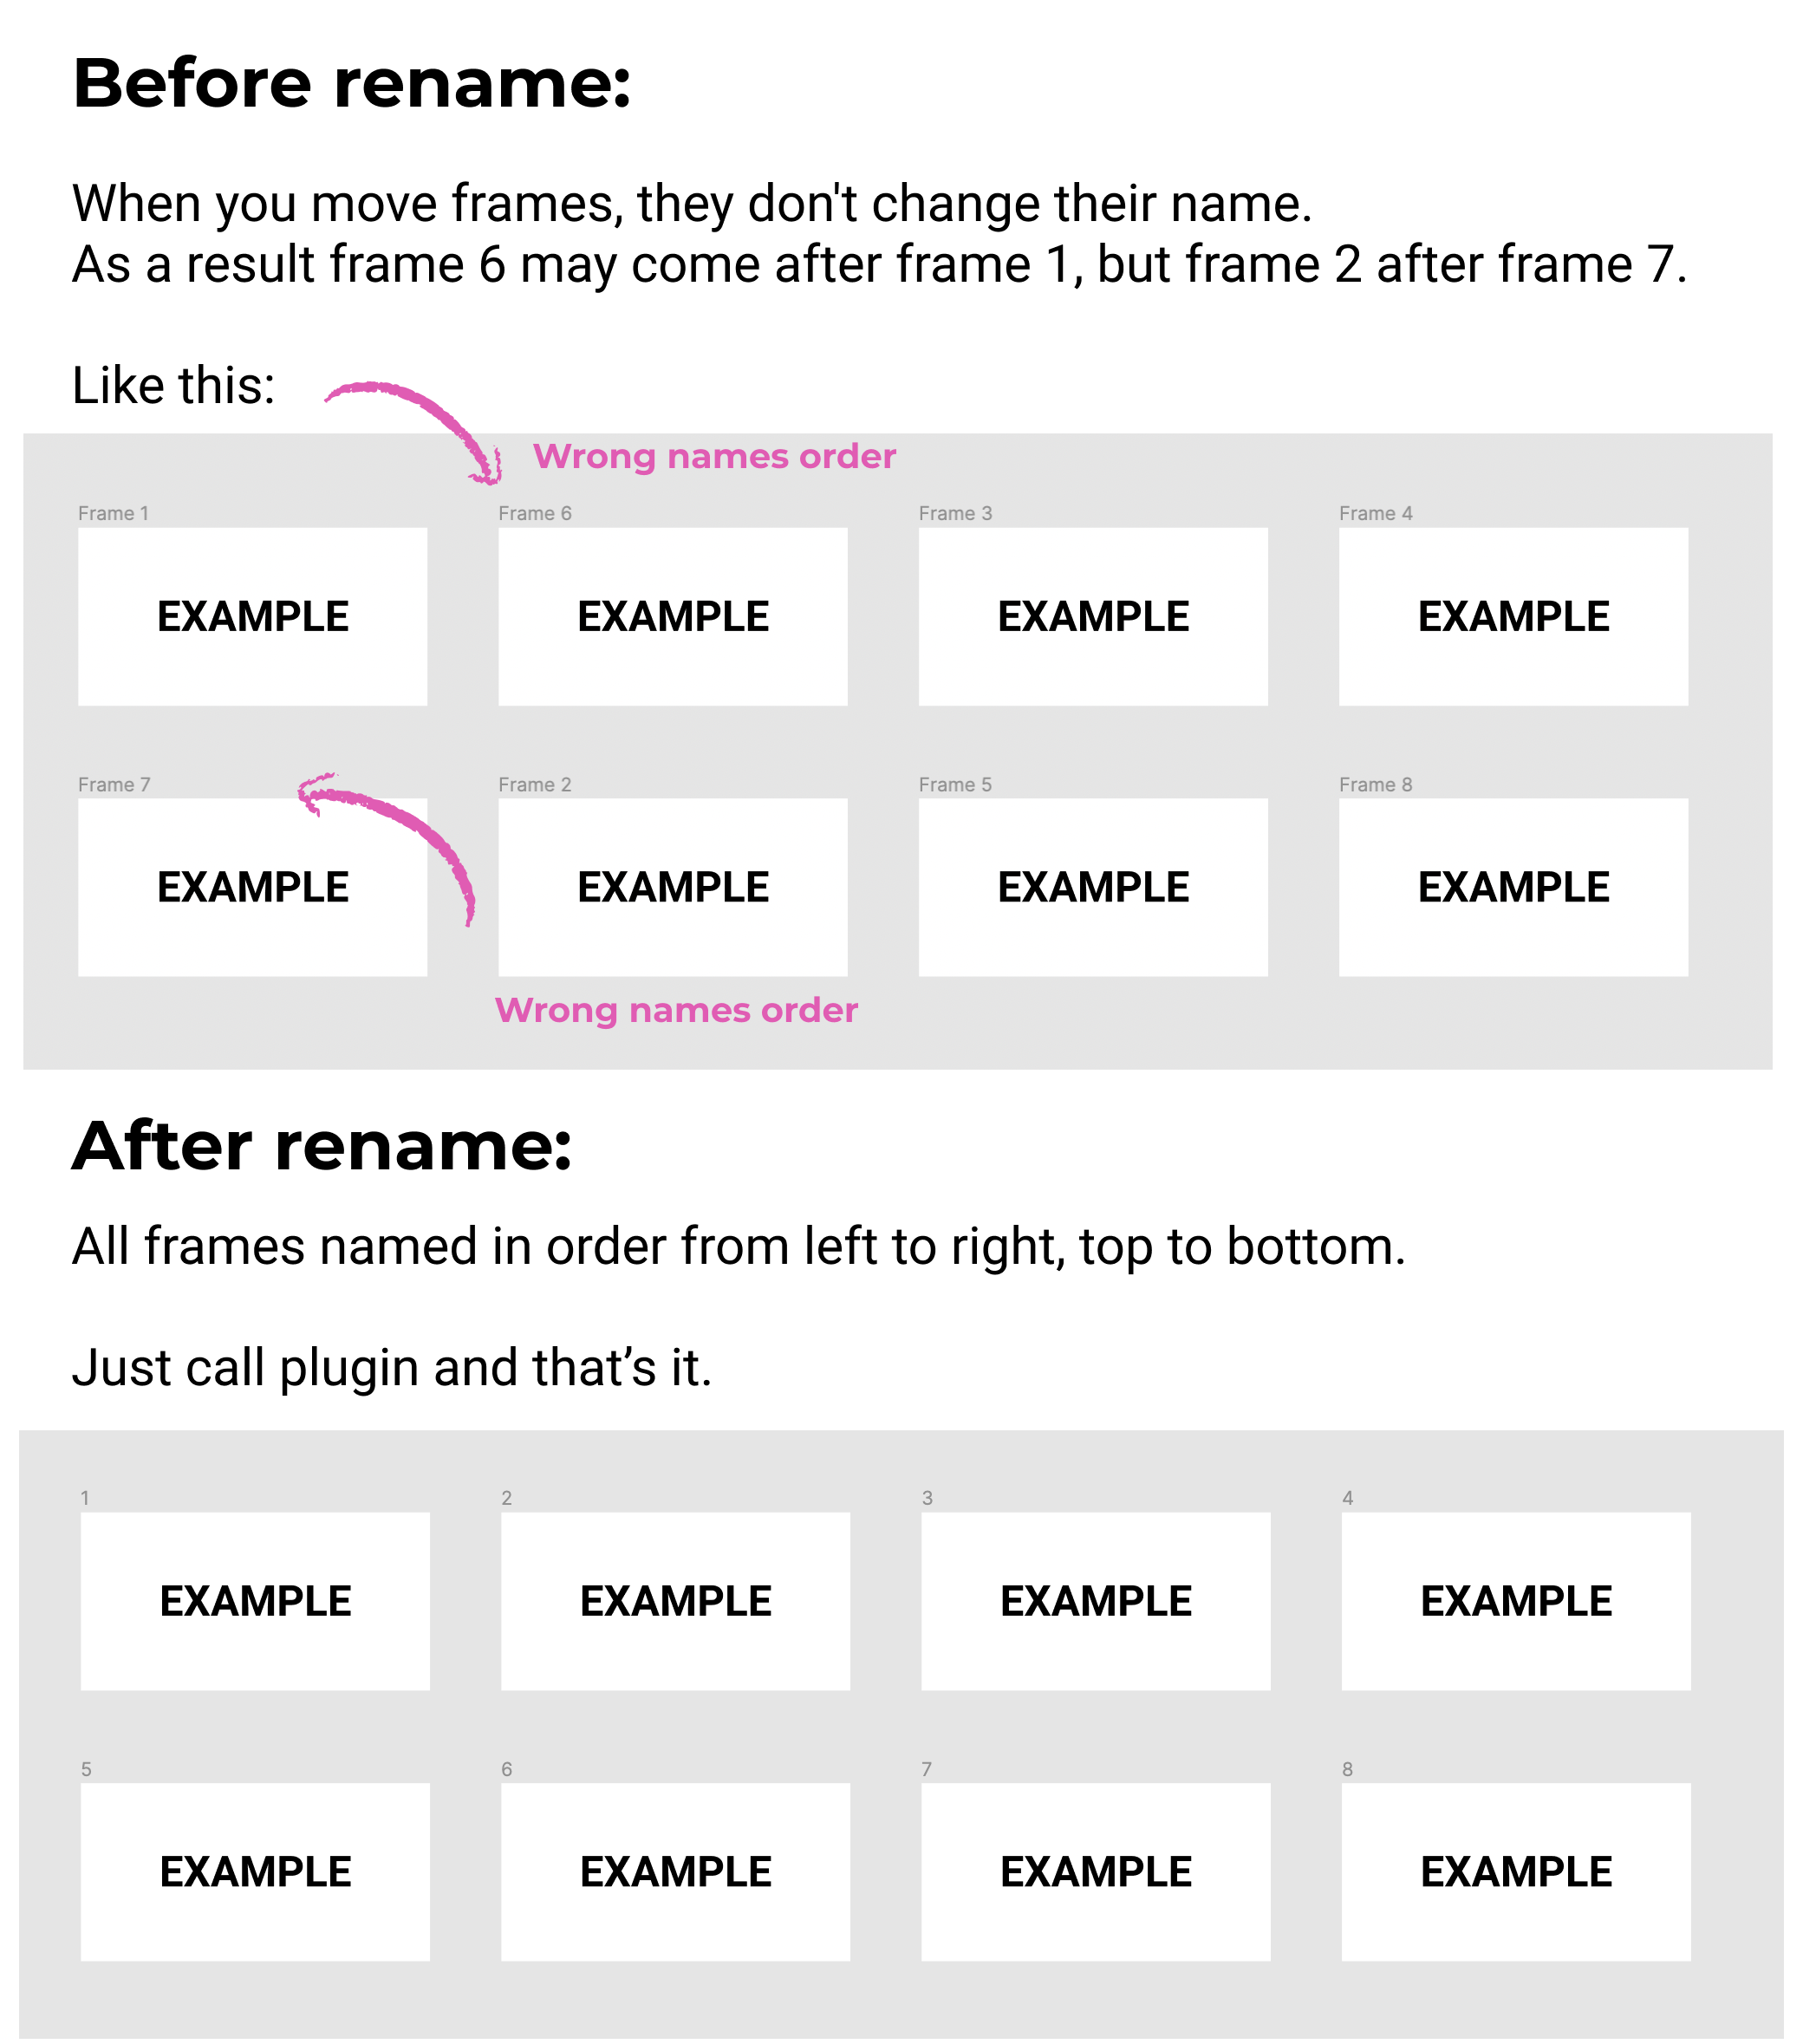 Before rename:
When you move frames, they don't change their name.
As a result frame 6 may come after frame 1, but frame 2 after frame 7.
Like this:
Wrong names order
Frame 1
Frame 6
Frame 3
Frame 4
EXAMPLE
EXAMPLE
EXAMPLE
EXAMPLE
Frame 7
Frame 2
Frame 5
Frame 8
EXAMPLE
EXAMPLE
EXAMPLE
EXAMPLE
Wrong names order
After rename:
All frames named in order from left to right, top to bottom.
Just call plugin and that’s it.
1
2
3
4
EXAMPLE
EXAMPLE
EXAMPLE
EXAMPLE
5
6
7
8
EXAMPLE
EXAMPLE
EXAMPLE
EXAMPLE